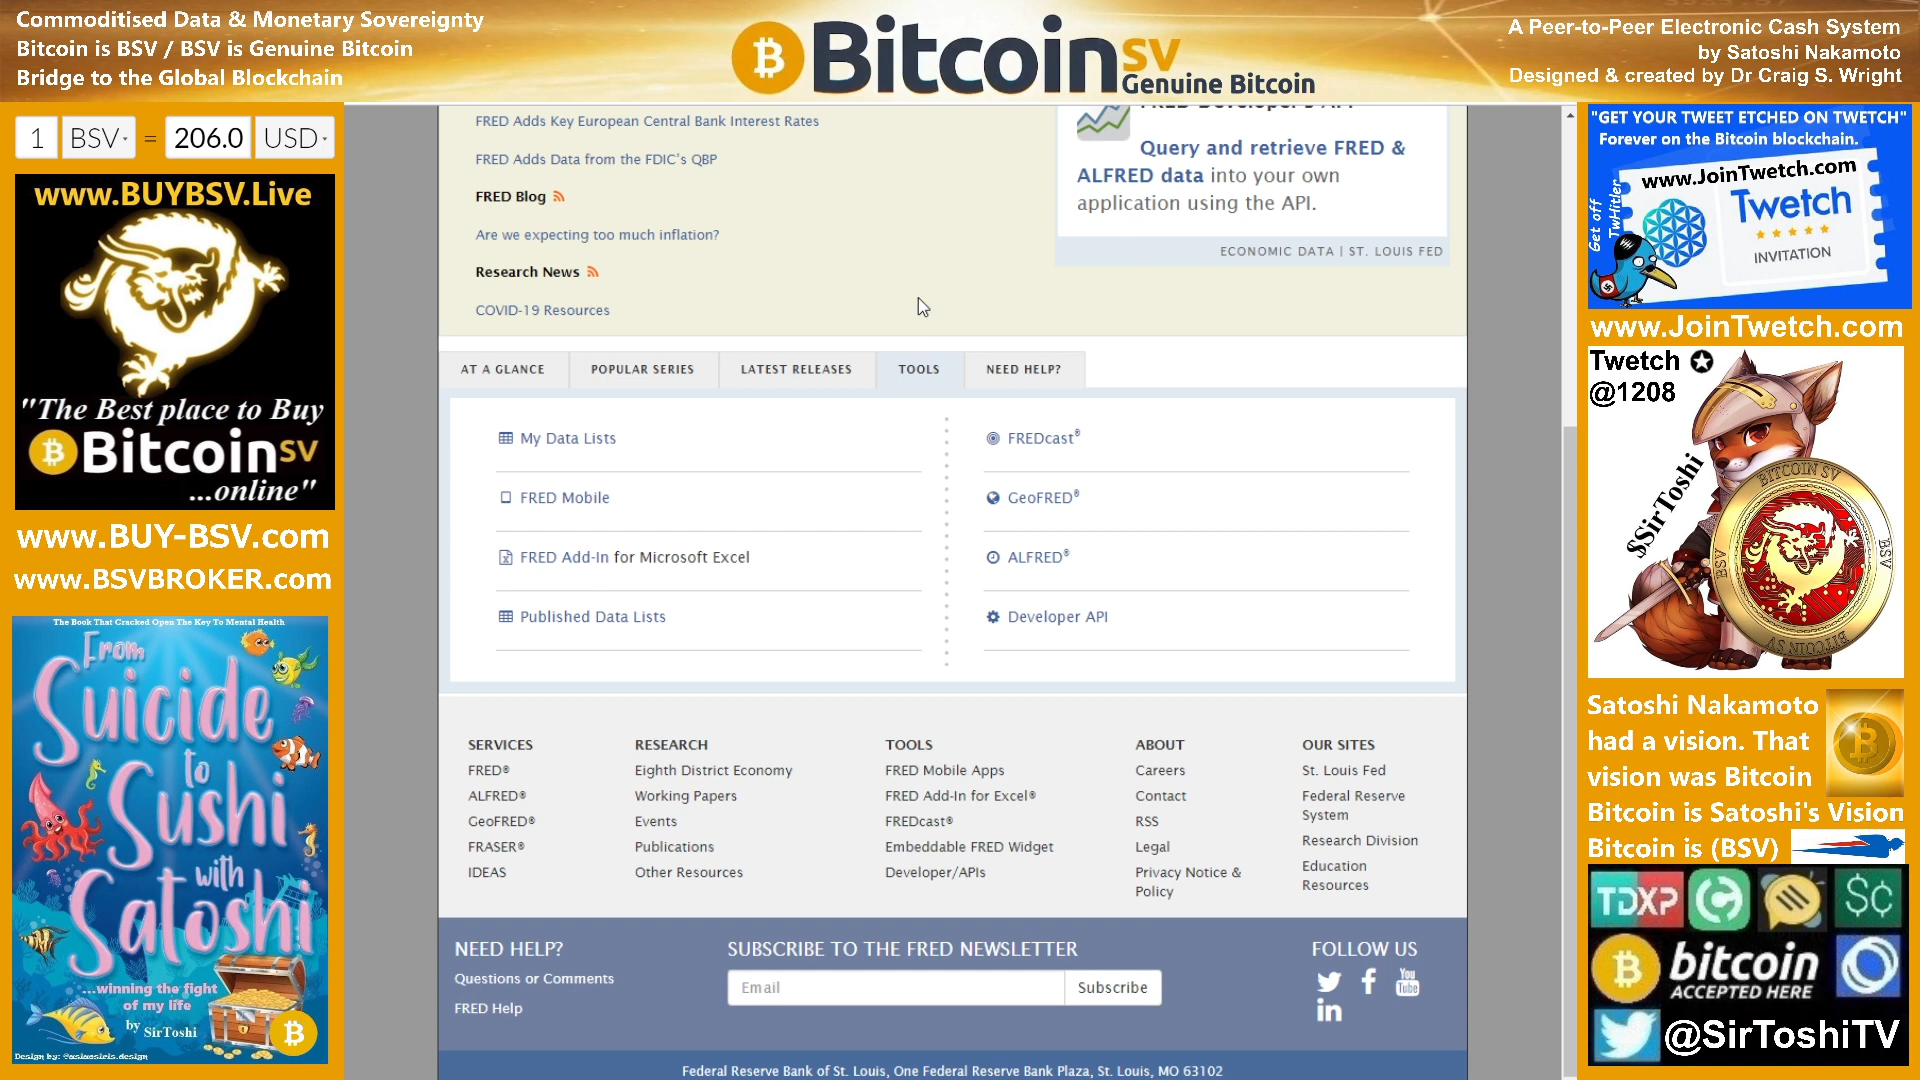 Commoditised Data & Monetary Sovereignty
Bitcoin is BSV / BSV is Genuine Bitcoin
Bridge to the Global Blockchain
BitcoinSV
Genuine Bitcoin
A Peer-to-Peer Electronic Cash System
by Satoshi Nakamoto
Designed & created by Dr Craig S. Wright
1 BSV = 206.0 USD
www.BUYBSV.Live
"The Best place to Buy
BitcoinSV
...online"
www.BUY-BSV.com
www.BSVBROKER.com
The Book That Cracked Open The Key To Mental Health
From
Suicide
to
Sushi
with
Satoshi
...winning the fight
of my life
by SirToshi
Design by: @asiaasiris.design
FRED Adds Key European Central Bank Interest Rates
FRED Adds Data from the FDIC's QBP
FRED Blog
Are we expecting too much inflation?
Research News
COVID-19 Resources
Query and retrieve FRED &
ALFRED data into your own
application using the API.
ECONOMIC DATA | ST. LOUIS FED
AT A GLANCE
POPULAR SERIES
LATEST RELEASES
TOOLS
NEED HELP?
My Data Lists
FRED Mobile
FRED Add-In for Microsoft Excel
Published Data Lists
FREDcast®
GeoFRED®
ALFRED®
Developer API
SERVICES
FRED®
ALFRED®
GeoFRED®
FRASER®
IDEAS
RESEARCH
Eighth District Economy
Working Papers
Events
Publications
Other Resources
TOOLS
FRED Mobile Apps
FRED Add-In for Excel®
FREDcast®
Embeddable FRED Widget
Developer/APIs
ABOUT
Careers
Contact
RSS
Legal
Privacy Notice &
Policy
OUR SITES
St. Louis Fed
Federal Reserve
System
Research Division
Education
Resources
NEED HELP?
Questions or Comments
FRED Help
SUBSCRIBE TO THE FRED NEWSLETTER
Email
Subscribe
FOLLOW US
You
Tube
in
Federal Reserve Bank of St. Louis, One Federal Reserve Bank Plaza, St. Louis, MO 63102
"GET YOUR TWEET ETCHED ON TWETCH"
Forever on the Bitcoin blockchain.
www.JoinTwetch.com
Twetch
INVITATION
Get off
TwHitler
www.JoinTwetch.com
Twetch
@1208
$SirToshi
BITCOIN SV
BSV
BSV
BITCOIN SV
Satoshi Nakamoto
had a vision. That
vision was Bitcoin
Bitcoin is Satoshi's Vision
Bitcoin is (BSV)
TDXP
$¢
bitcoin
ACCEPTED HERE
@SirToshiTV